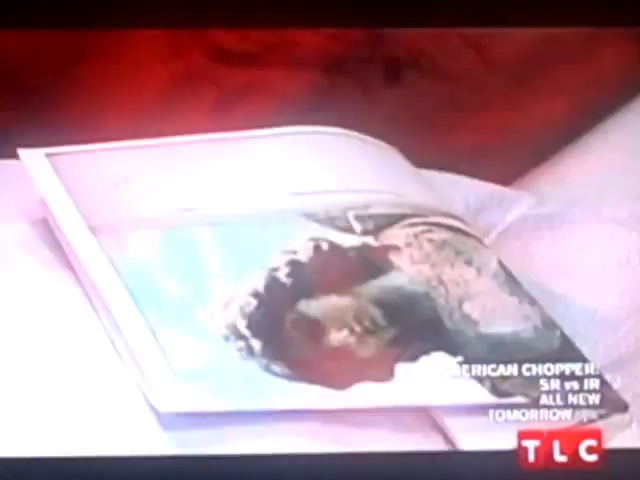 ERICAN CHOPPER:
SR vs JR
ALL NEW
TOMORROW
TLC